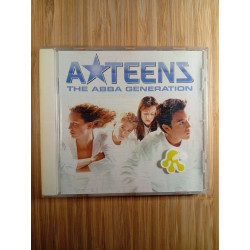 A★TEENS
THE ABBA GENERATION